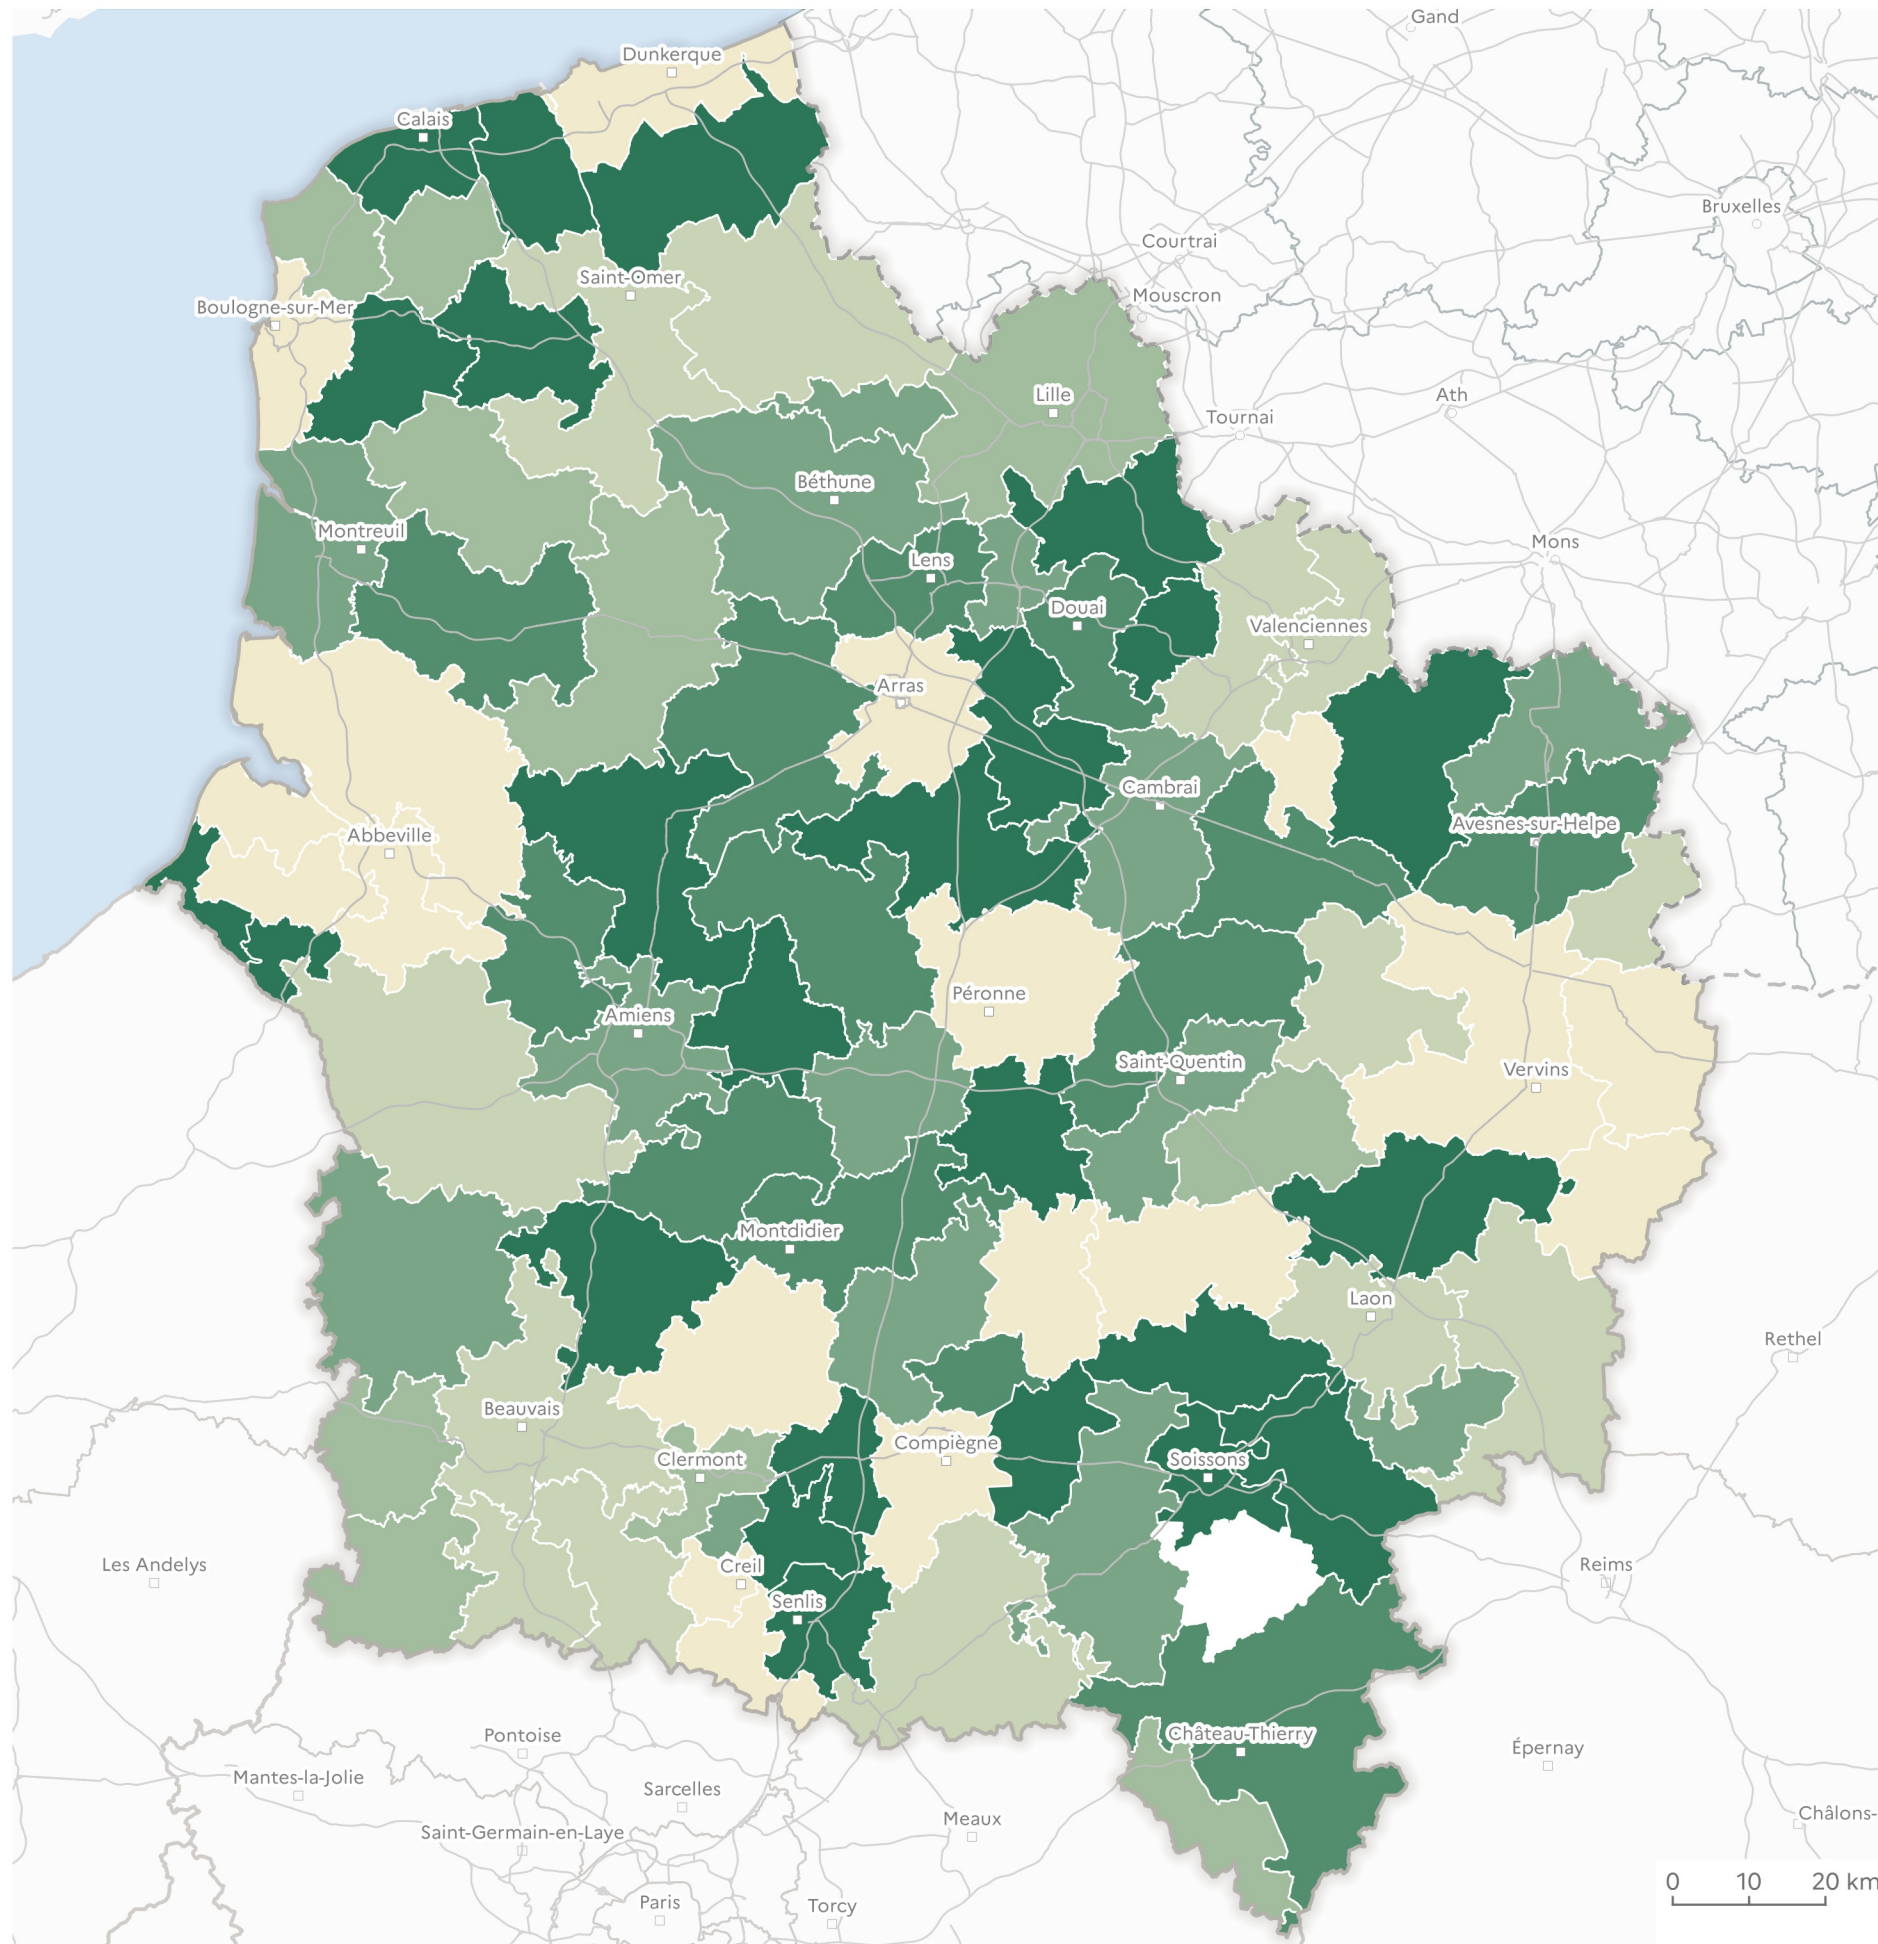 Gand
Dunkerque
Calais
Bruxelles
Courtrai
Saint-Omer
Mouscron
Boulogne-sur-Mer
Lille
Ath
Tournai
Béthune
Montreuil
Mons
Lens
Douai
Valenciennes
Arras
Cambrai
Avesnes-sur-Helpe
Abbeville
Péronne
Amiens
Saint-Quentin
Vervins
Montdidier
Laon
Rethel
Beauvais
Compiègne
Clermont
Soissons
Les Andelys
Creil
Reims
Senlis
Pontoise
Château-Thierry
Épernay
Mantes-la-Jolie
Sarcelles
Meaux
Châlons-
Saint-Germain-en-Laye
Paris
Torcy
0 10 20 km